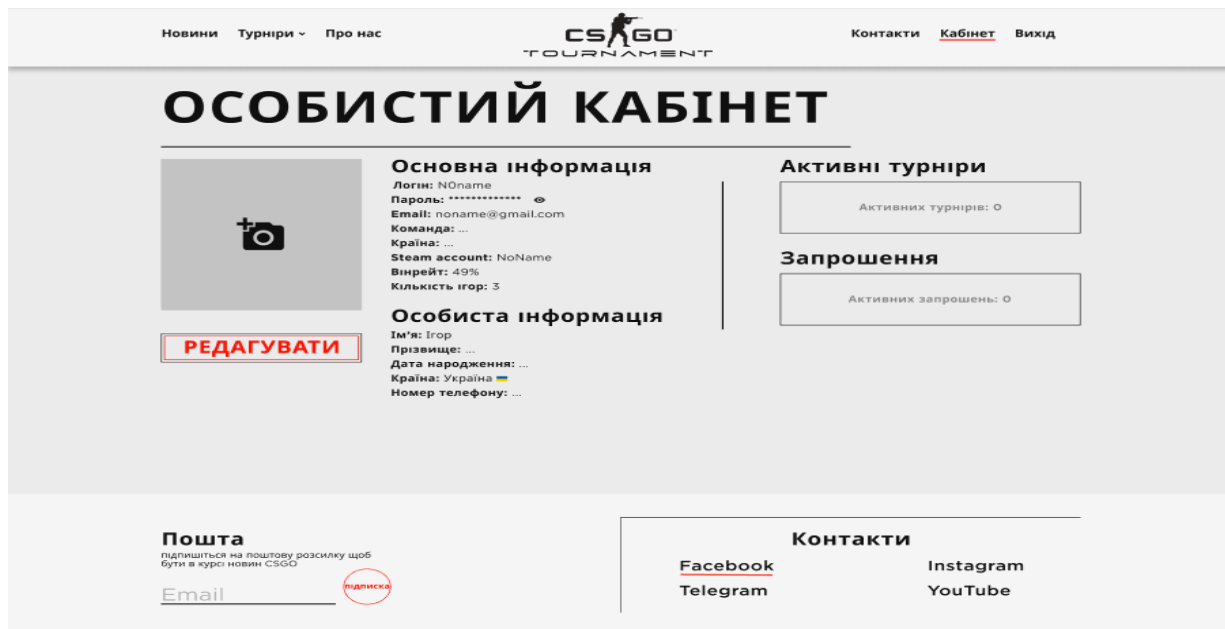 Новини Турніри Про нас
CS GO
TOURNAMENT
Контакти Кабінет Вихід
ОСОБИСТИЙ КАБІНЕТ
РЕДАГУВАТИ
Основна інформація
Логін: N0name
Пароль: *************
Email: noname@gmail.com
Команда: ...
Країна: ...
Steam account: NoName
Вінрейт: 49%
Кількість ігор: 3
Особиста інформація
Ім'я: Ігор
Прізвище: ...
Дата народження: ...
Країна: Україна
Номер телефону: ...
Активні турніри
Активних турнірів: 0
Запрошення
Активних запрошень: 0
Пошта
підпишіться на поштову розсилку щоб
бути в курсі новин CSGO
Email
підписка
Контакти
Facebook Instagram
Telegram YouTube